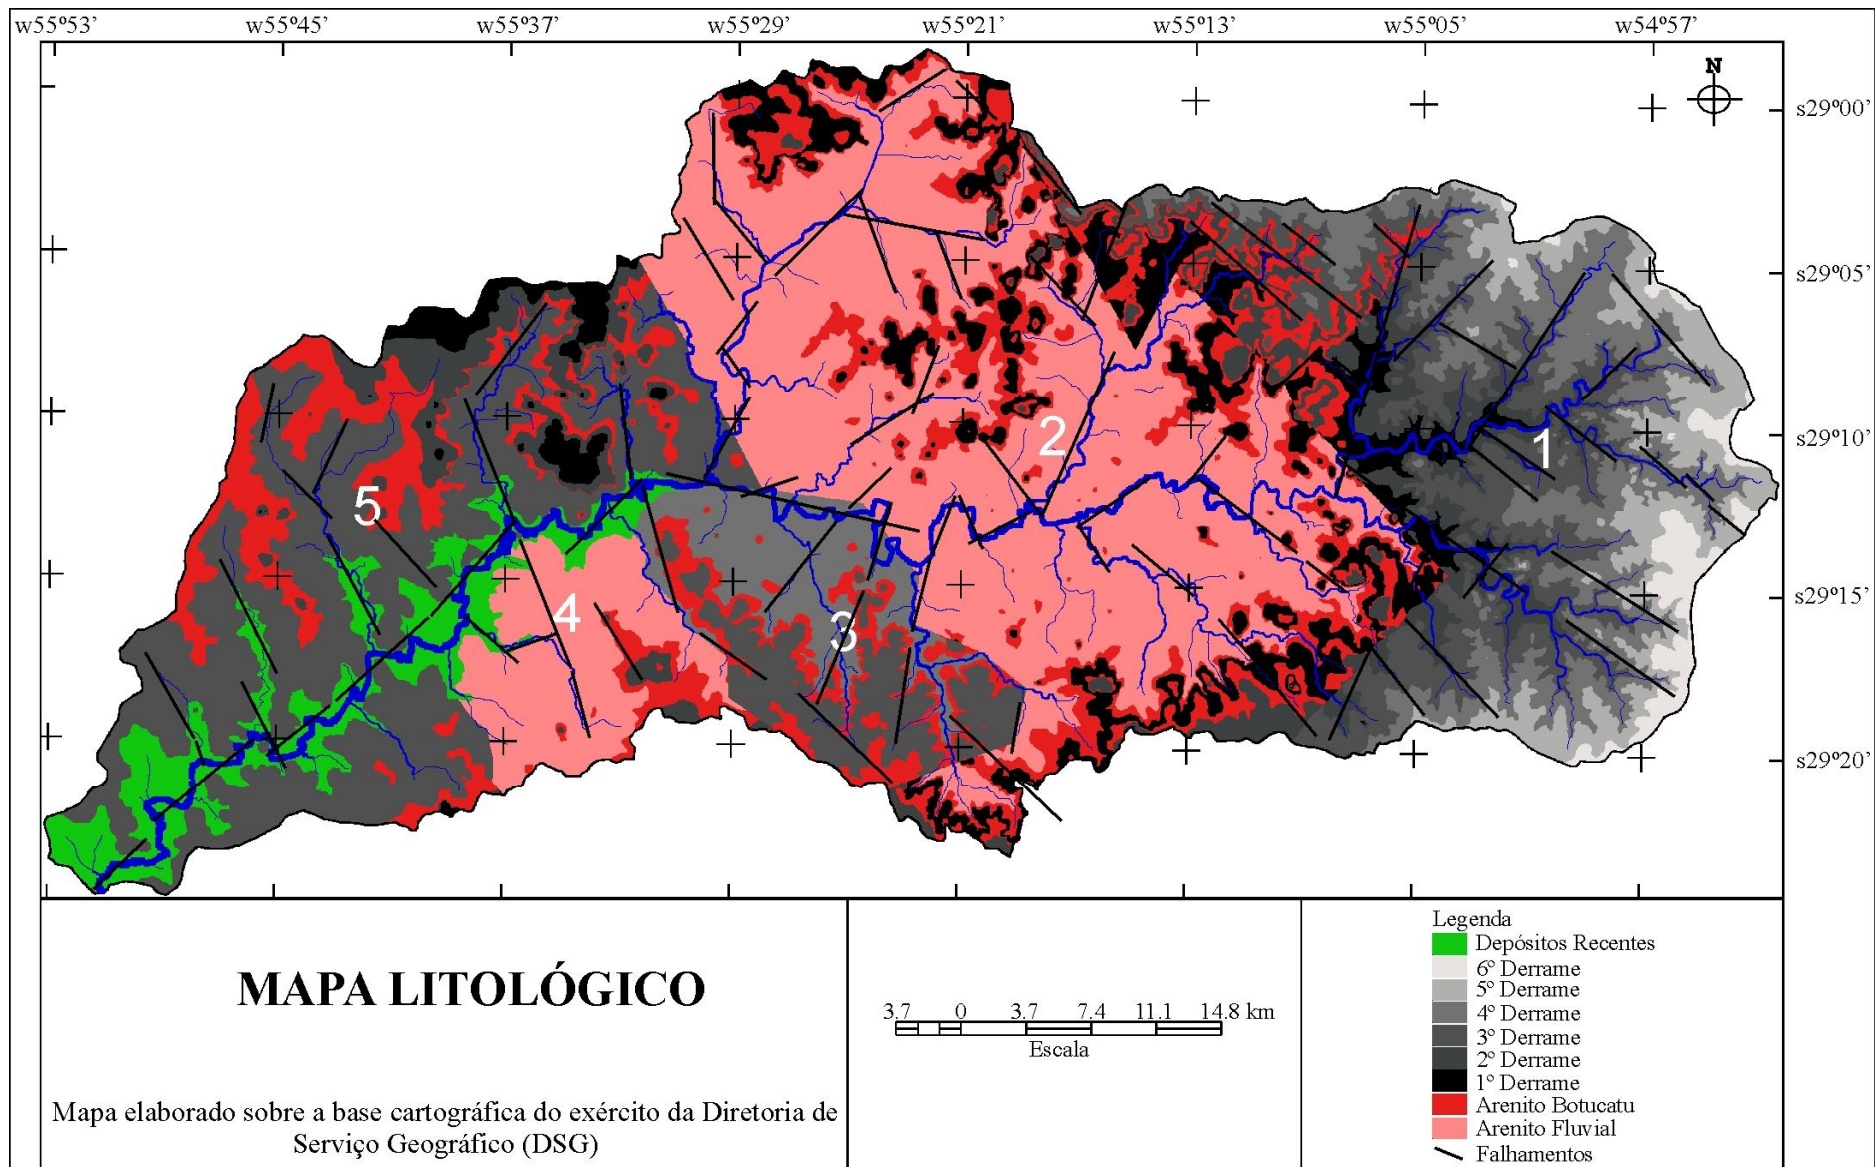 w55º53’ w55º45’ w55º37’ w55º29’ w55º21’ w55º13’ w55º05’ w54º57’
N
s29º00’
s29º05’
s29º10’
s29º15’
s29º20’
1
2
3
4
5
MAPA LITOLÓGICO
Mapa elaborado sobre a base cartográfica do exército da Diretoria de
Serviço Geográfico (DSG)
3.7 0 3.7 7.4 11.1 14.8 km
Escala
Legenda
Depósitos Recentes
6º Derrame
5º Derrame
4º Derrame
3º Derrame
2º Derrame
1º Derrame
Arenito Botucatu
Arenito Fluvial
Falhamentos